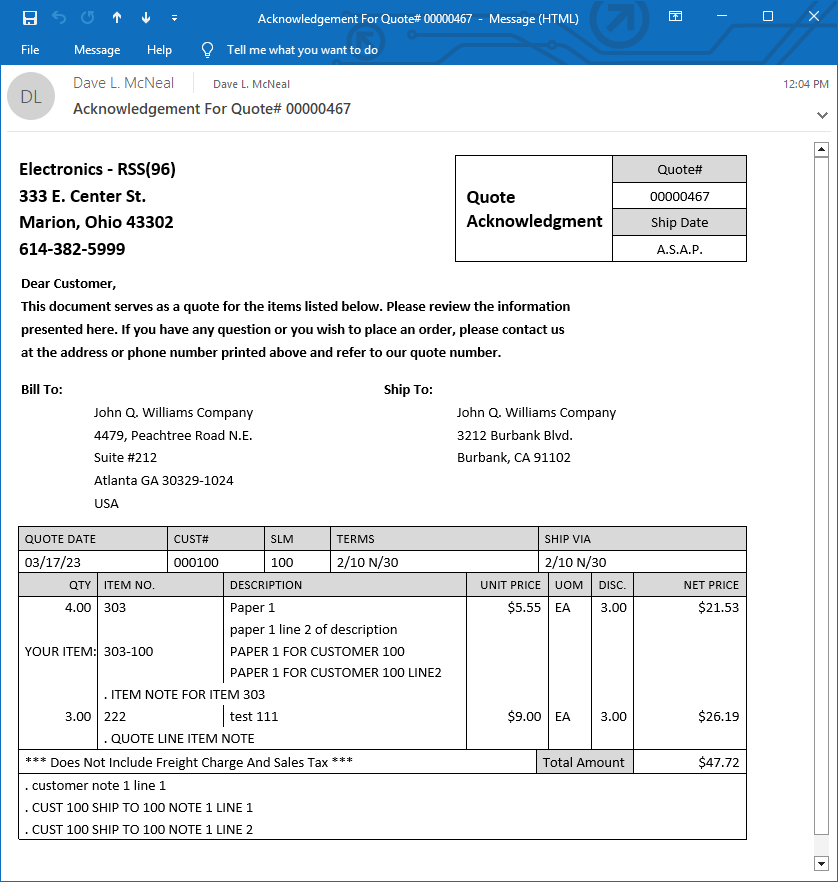 Acknowledgement For Quote# 00000467 - Message (HTML)
File Message Help Tell me what you want to do
DL
Dave L. McNeal Dave L. McNeal 12:04 PM
Acknowledgement For Quote# 00000467
Electronics - RSS(96)
333 E. Center St.
Marion, Ohio 43302
614-382-5999
Quote Acknowledgment
Quote#
00000467
Ship Date
A.S.A.P.
Dear Customer,
This document serves as a quote for the items listed below. Please review the information
presented here. If you have any question or you wish to place an order, please contact us
at the address or phone number printed above and refer to our quote number.
Bill To:
John Q. Williams Company
4479, Peachtree Road N.E.
Suite #212
Atlanta GA 30329-1024
USA
Ship To:
John Q. Williams Company
3212 Burbank Blvd.
Burbank, CA 91102
QUOTE DATE CUST# SLM TERMS SHIP VIA
03/17/23 000100 100 2/10 N/30 2/10 N/30
QTY ITEM NO. DESCRIPTION UNIT PRICE UOM DISC. NET PRICE
4.00 303 Paper 1 $5.55 EA 3.00 $21.53
paper 1 line 2 of description
YOUR ITEM: 303-100 PAPER 1 FOR CUSTOMER 100
PAPER 1 FOR CUSTOMER 100 LINE2
. ITEM NOTE FOR ITEM 303
3.00 222 test 111 $9.00 EA 3.00 $26.19
. QUOTE LINE ITEM NOTE
*** Does Not Include Freight Charge And Sales Tax *** Total Amount $47.72
. customer note 1 line 1
. CUST 100 SHIP TO 100 NOTE 1 LINE 1
. CUST 100 SHIP TO 100 NOTE 1 LINE 2